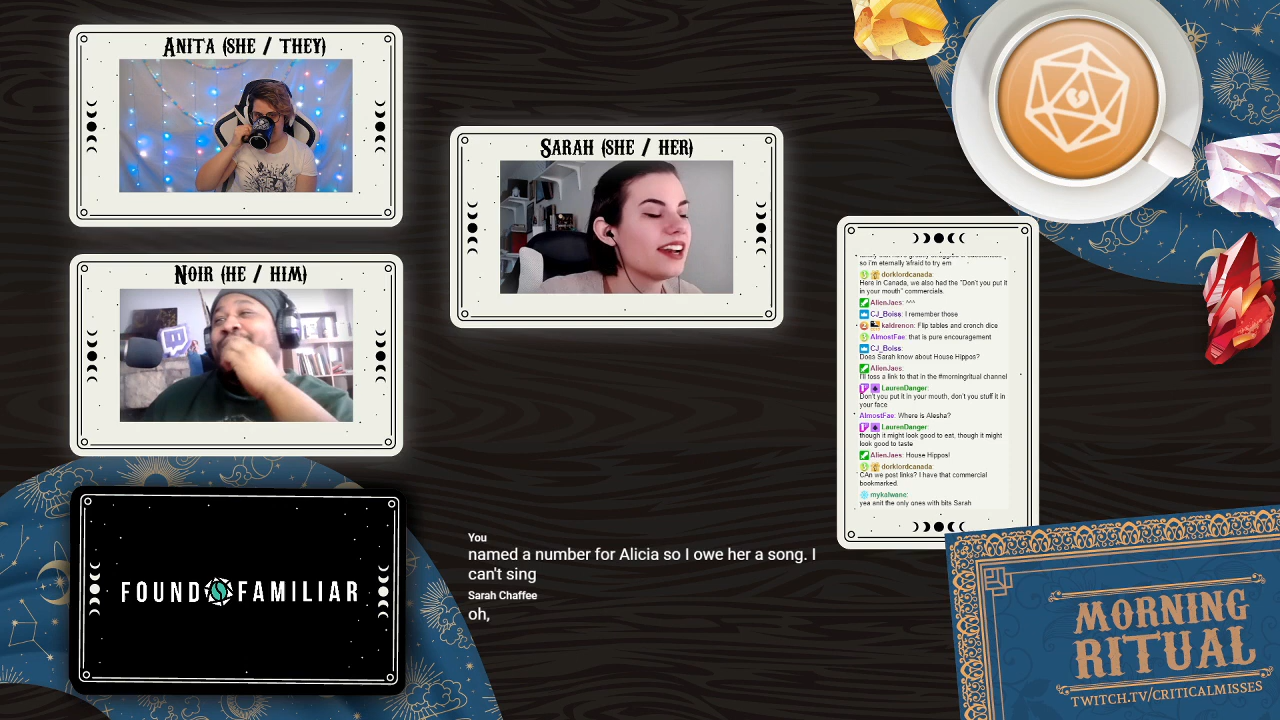 Anita (she / they)
Sarah (she / her)
Noir (he / him)
so I'm eternally afraid to try em
dorklordcanada:
Here in Canada, we also had the "Don't you put it
in your mouth" commercials.
AlienJaes: ^^^
CJ_Boiss: I remember those
kaldrenon: Flip tables and cronch dice
AlmostFae: that is pure encouragement
CJ_Boiss:
Does Sarah know about House Hippos?
AlienJaes:
I'll toss a link to that in the #morningritual channel
LaurenDanger:
Don't you put it in your mouth, don't you stuff it in
your face
AlmostFae: Where is Alesha?
LaurenDanger:
though it might look good to eat, though it might
look good to taste
AlienJaes: House Hippos!
dorklordcanada:
CAn we post links? I have that commercial
bookmarked.
mykalwane:
yea anit the only ones with bits Sarah
FOUND FAMILIAR
You
named a number for Alicia so I owe her a song. I
can't sing
Sarah Chaffee
oh,
MORNING
RITUAL
TWITCH.TV/CRITICALMISSES